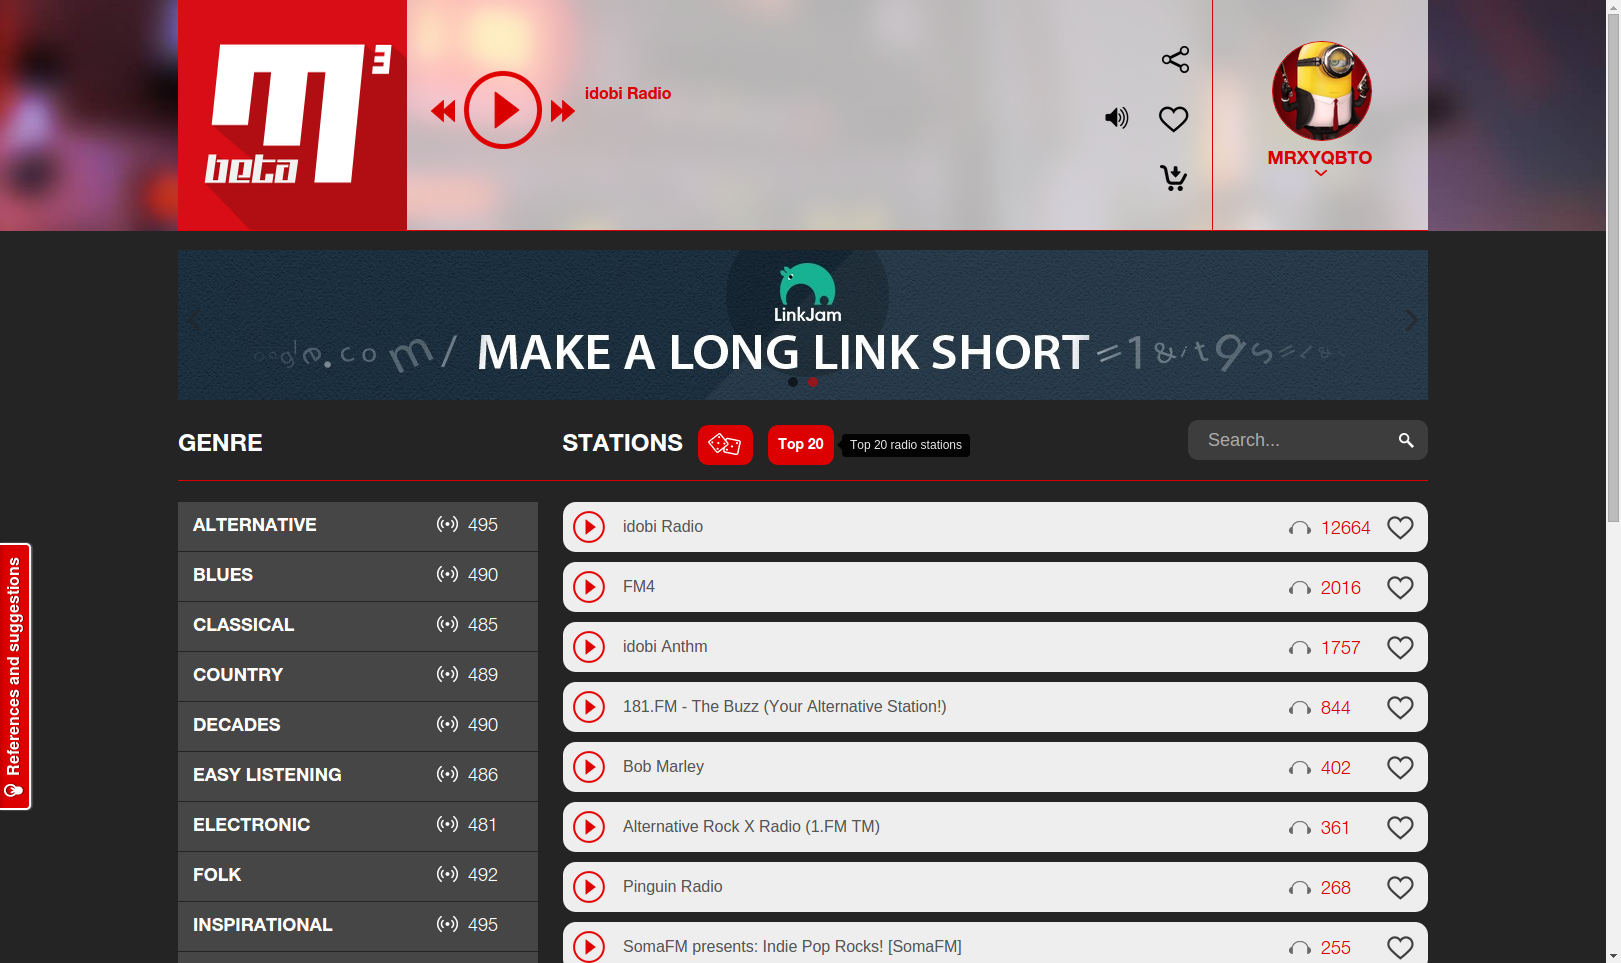 m3
beta
idobi Radio
MRXYQBTO
LinkJam
oogle.com/ MAKE A LONG LINK SHORT =1&it9s=1&
GENRE
STATIONS
Top 20
Top 20 radio stations
Search...
ALTERNATIVE 495
BLUES 490
CLASSICAL 485
COUNTRY 489
DECADES 490
EASY LISTENING 486
ELECTRONIC 481
FOLK 492
INSPIRATIONAL 495
idobi Radio 12664
FM4 2016
idobi Anthm 1757
181.FM - The Buzz (Your Alternative Station!) 844
Bob Marley 402
Alternative Rock X Radio (1.FM TM) 361
Pinguin Radio 268
SomaFM presents: Indie Pop Rocks! [SomaFM] 255
References and suggestions